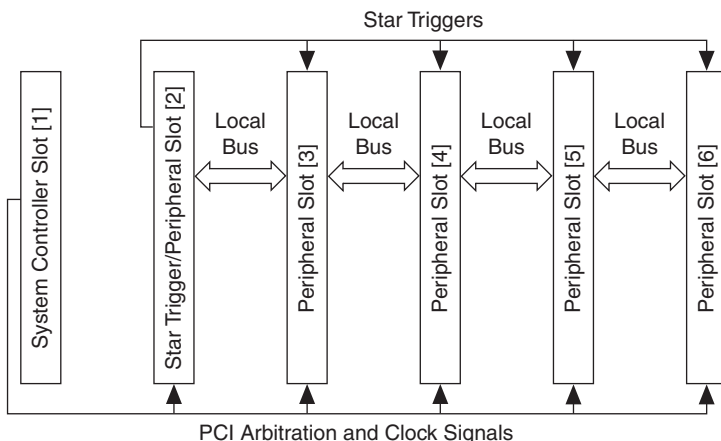 Star Triggers
System Controller Slot [1]
Star Trigger/Peripheral Slot [2]
Local
Bus
Peripheral Slot [3]
Local
Bus
Peripheral Slot [4]
Local
Bus
Peripheral Slot [5]
Local
Bus
Peripheral Slot [6]
PCI Arbitration and Clock Signals